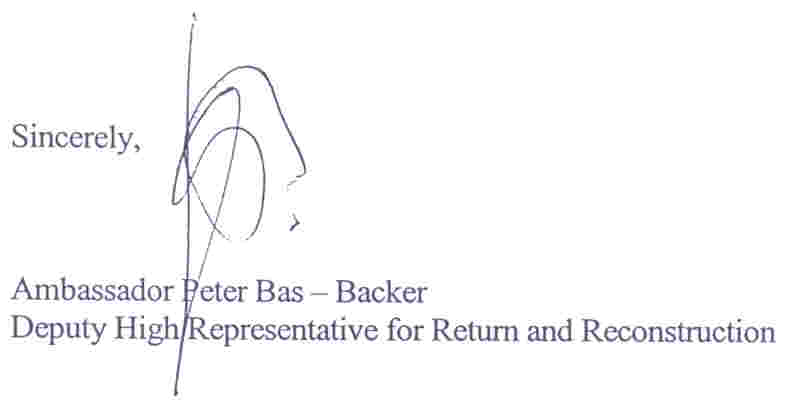 Sincerely,
Ambassador Peter Bas – Backer
Deputy High Representative for Return and Reconstruction